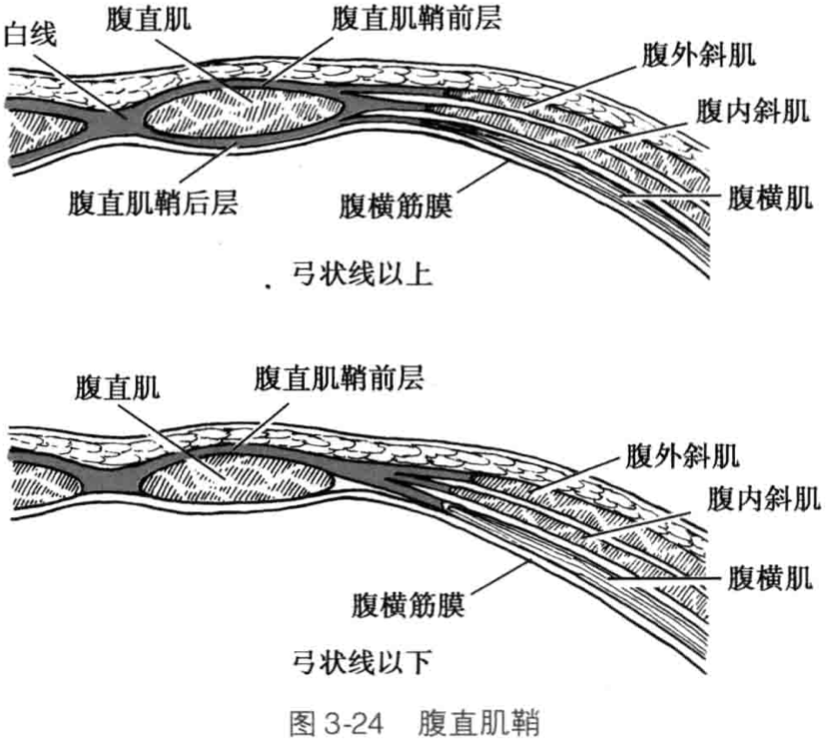 白线
腹直肌
腹直肌鞘前层
腹外斜肌
腹内斜肌
腹横肌
腹直肌鞘后层
腹横筋膜
弓状线以上
腹直肌
腹直肌鞘前层
腹外斜肌
腹内斜肌
腹横肌
腹横筋膜
弓状线以下
图 3-24 腹直肌鞘